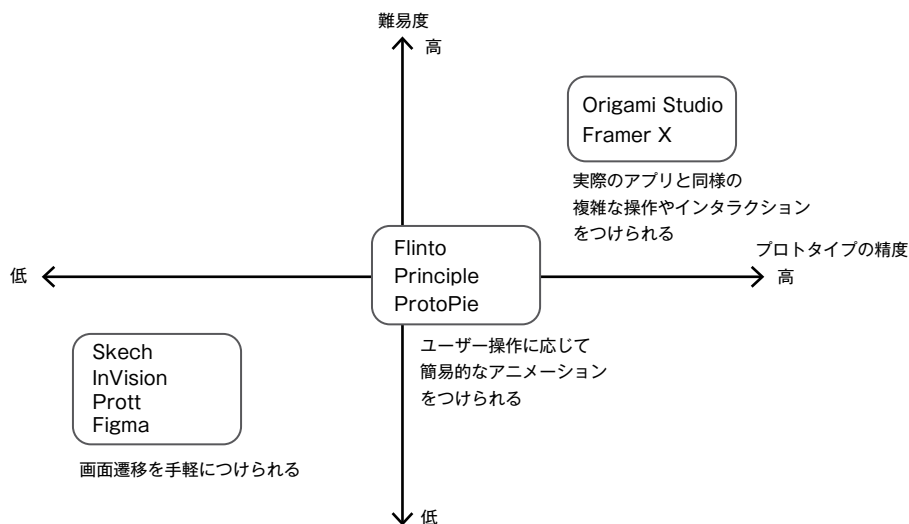 難易度
高
Origami Studio
Framer X
実際のアプリと同様の
複雑な操作やインタラクション
をつけられる
プロトタイプの精度
高
低
Flinto
Principle
ProtoPie
ユーザー操作に応じて
簡易的なアニメーション
をつけられる
Skech
InVision
Prott
Figma
画面遷移を手軽につけられる
低